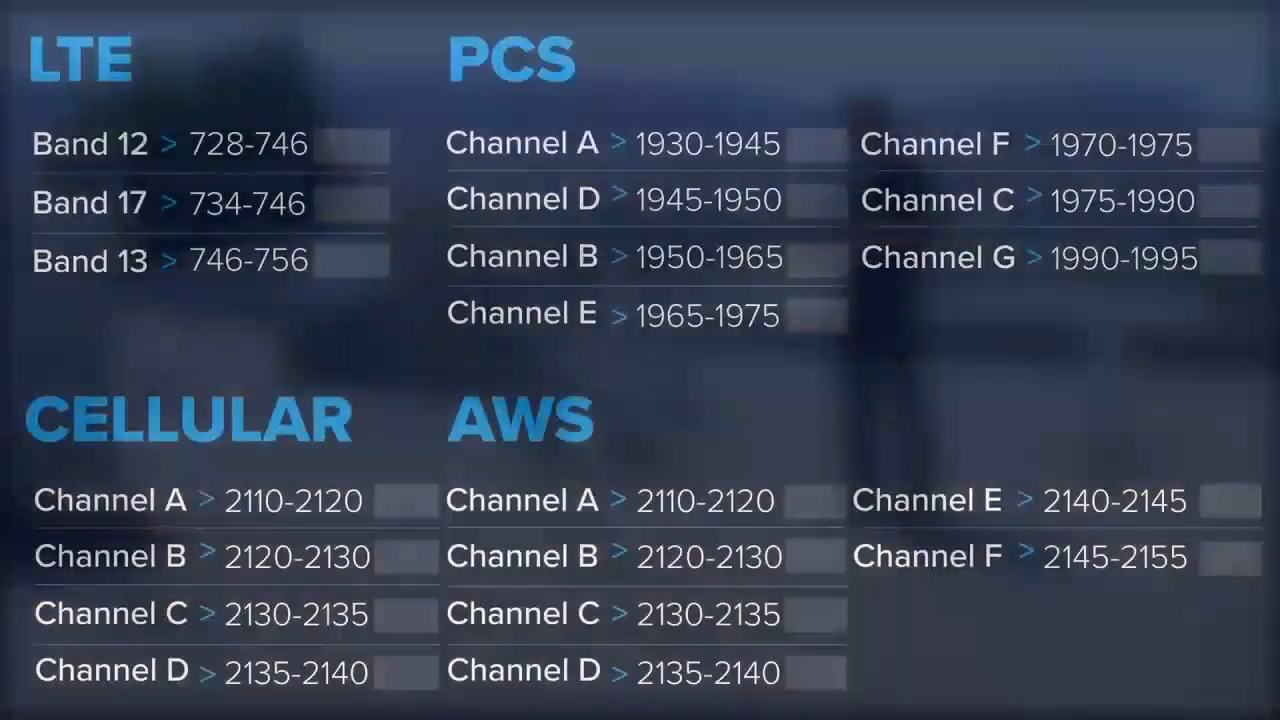 LTE
Band 12 > 728-746
Band 17 > 734-746
Band 13 > 746-756
PCS
Channel A > 1930-1945
Channel D > 1945-1950
Channel B > 1950-1965
Channel E > 1965-1975
Channel F > 1970-1975
Channel C > 1975-1990
Channel G > 1990-1995
CELLULAR
Channel A > 2110-2120
Channel B > 2120-2130
Channel C > 2130-2135
Channel D > 2135-2140
AWS
Channel A > 2110-2120
Channel B > 2120-2130
Channel C > 2130-2135
Channel D > 2135-2140
Channel E > 2140-2145
Channel F > 2145-2155